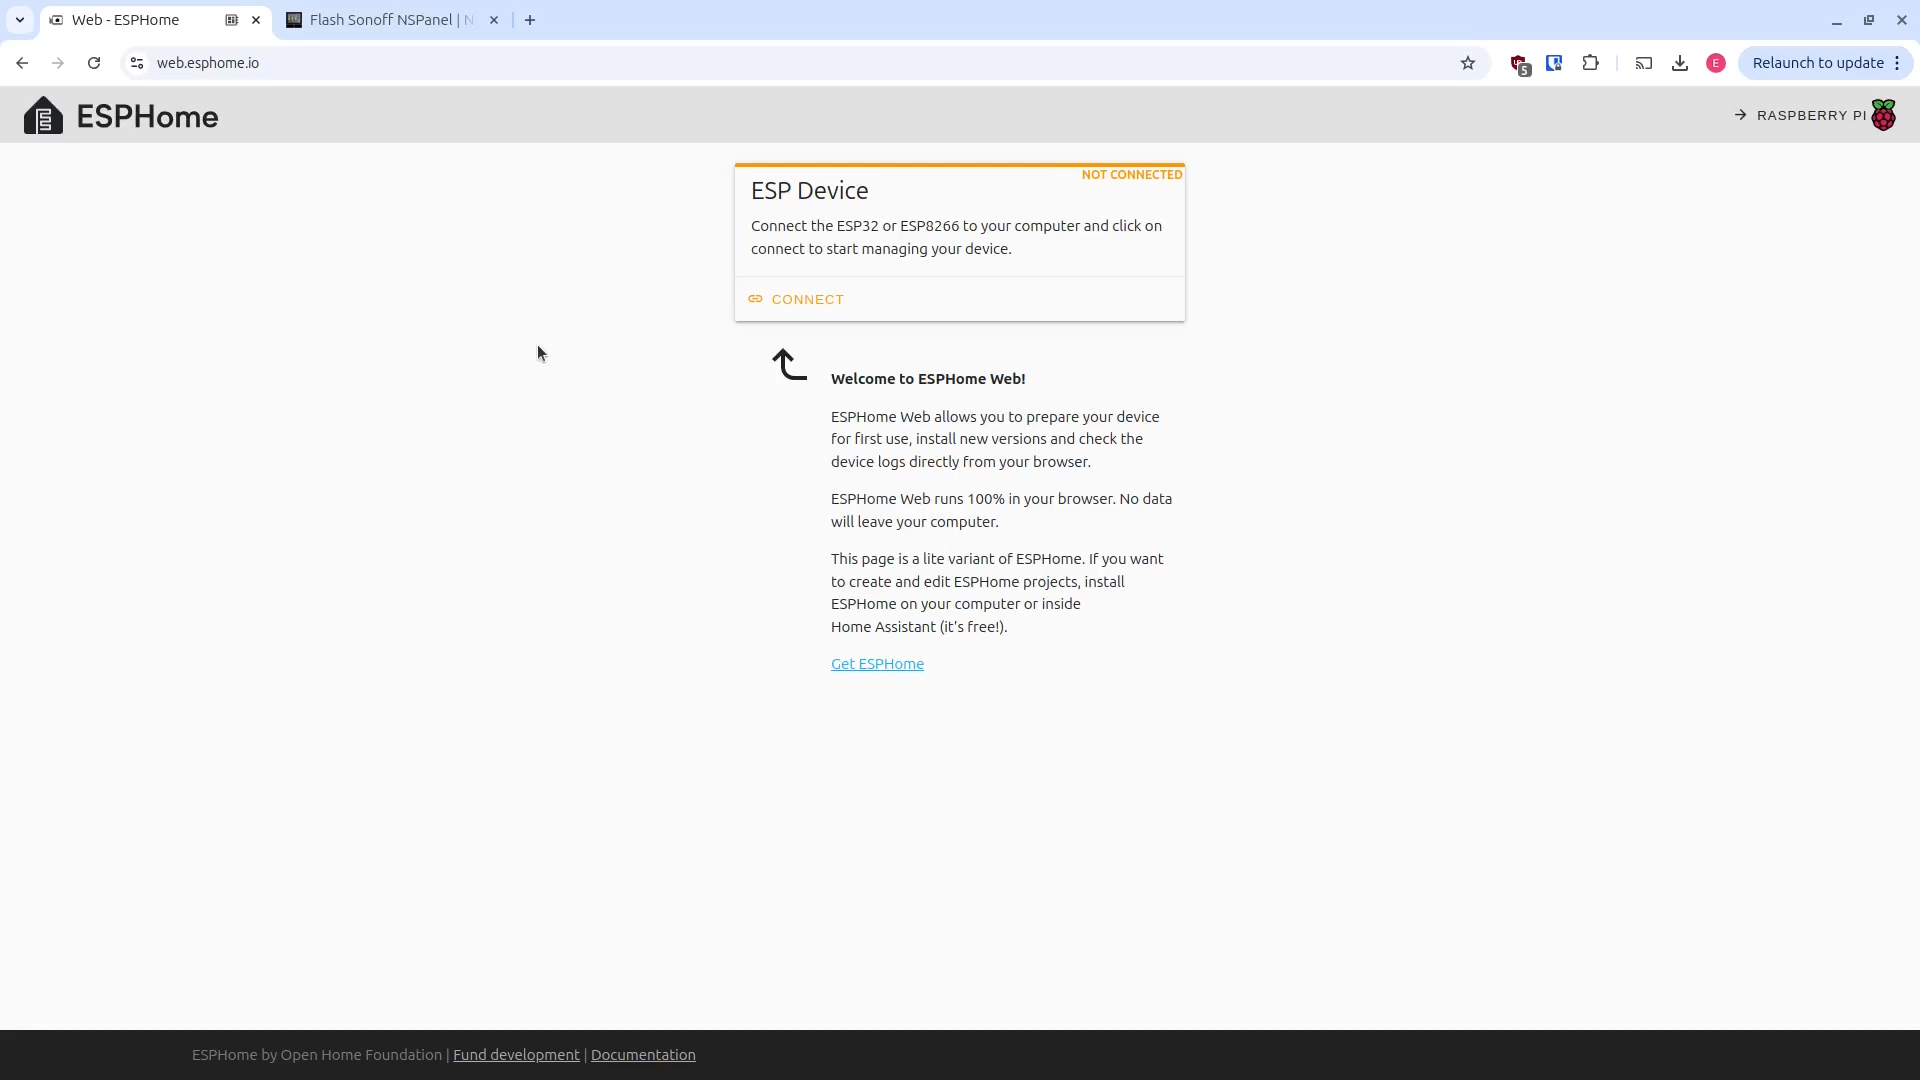 Web - ESPHome
Flash Sonoff NSPanel | N
web.esphome.io
5
E
Relaunch to update
ESPHome
RASPBERRY PI
NOT CONNECTED
ESP Device
Connect the ESP32 or ESP8266 to your computer and click on
connect to start managing your device.
CONNECT
Welcome to ESPHome Web!
ESPHome Web allows you to prepare your device
for first use, install new versions and check the
device logs directly from your browser.
ESPHome Web runs 100% in your browser. No data
will leave your computer.
This page is a lite variant of ESPHome. If you want
to create and edit ESPHome projects, install
ESPHome on your computer or inside
Home Assistant (it's free!).
Get ESPHome
ESPHome by Open Home Foundation | Fund development | Documentation